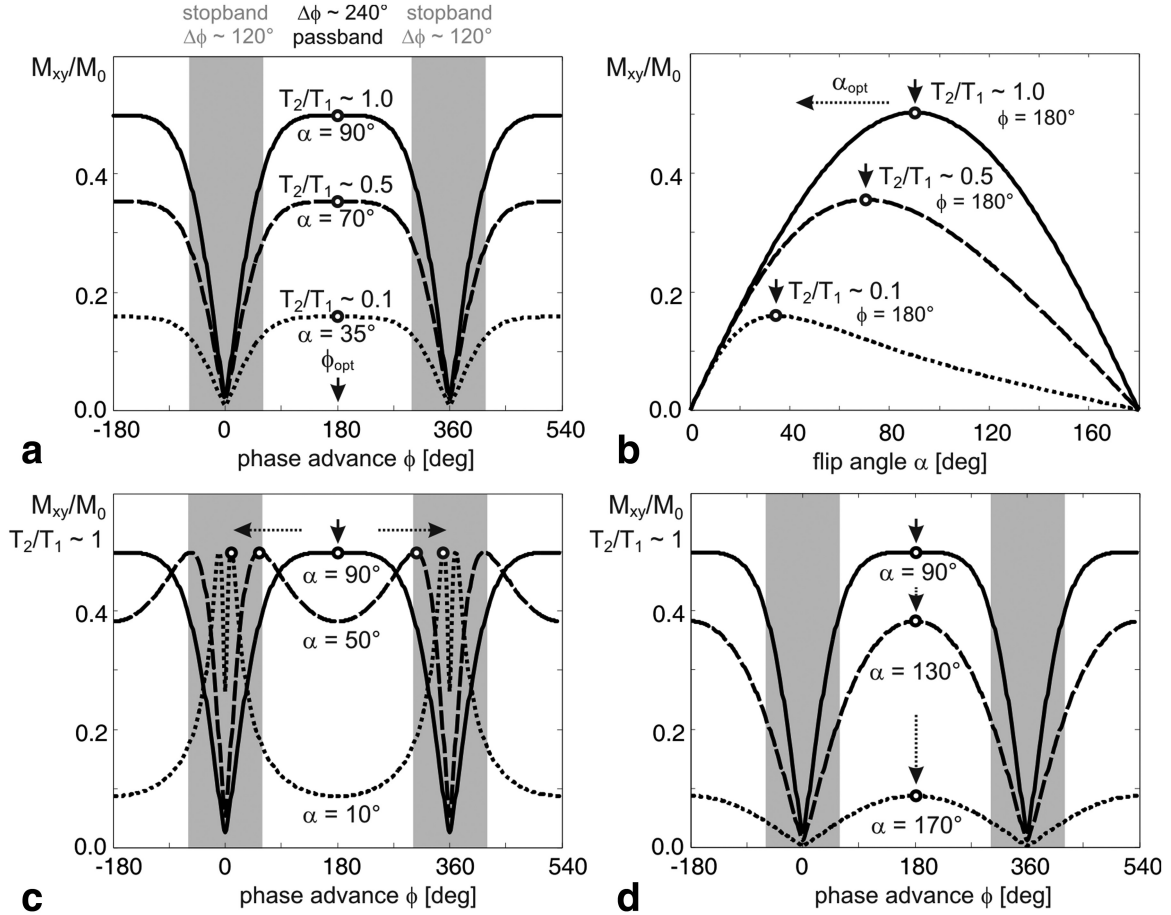 stopband
Δϕ ~ 120°
Δϕ ~ 240°
passband
stopband
Δϕ ~ 120°
Mxy/M0
T2/T1 ~ 1.0
α = 90°
T2/T1 ~ 0.5
α = 70°
T2/T1 ~ 0.1
α = 35°
ϕopt
0.4
0.2
0.0
-180 0 180 360 540
phase advance ϕ [deg]
a
Mxy/M0
αopt
T2/T1 ~ 1.0
ϕ = 180°
T2/T1 ~ 0.5
ϕ = 180°
T2/T1 ~ 0.1
ϕ = 180°
0.4
0.2
0.0
0 40 80 120 160
flip angle α [deg]
b
Mxy/M0
T2/T1 ~ 1
α = 90°
α = 50°
α = 10°
0.4
0.2
0.0
-180 0 180 360 540
phase advance ϕ [deg]
c
Mxy/M0
T2/T1 ~ 1
α = 90°
α = 130°
α = 170°
0.4
0.2
0.0
-180 0 180 360 540
phase advance ϕ [deg]
d